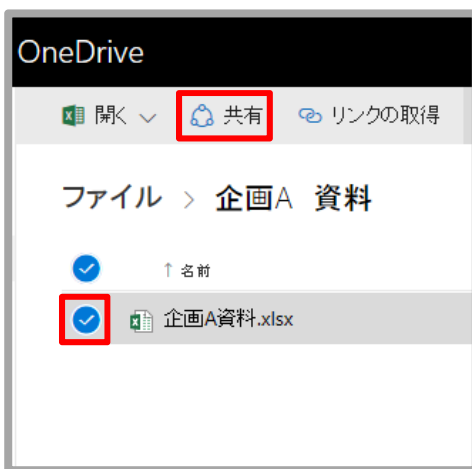 OneDrive
開く 共有 リンクの取得
ファイル > 企画A 資料
↑ 名前
企画A資料.xlsx